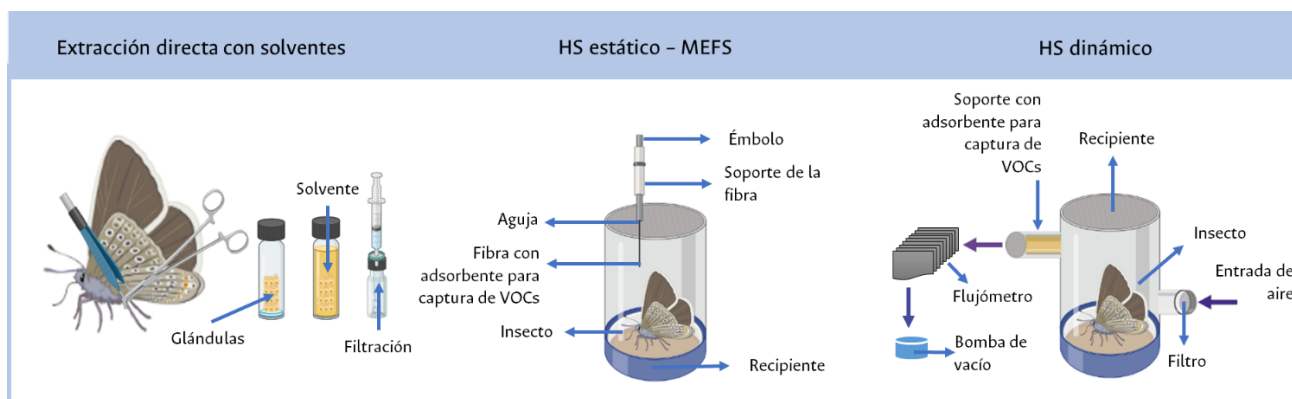 Extracción directa con solventes
HS estático – MEFS
HS dinámico
Solvente
Glándulas
Filtración
Émbolo
Soporte de la
fibra
Aguja
Fibra con
adsorbente para
captura de VOCs
Insecto
Recipiente
Soporte con
adsorbente para
captura de
VOCs
Recipiente
Insecto
Entrada de
aire
Flujómetro
Bomba de
vacío
Filtro